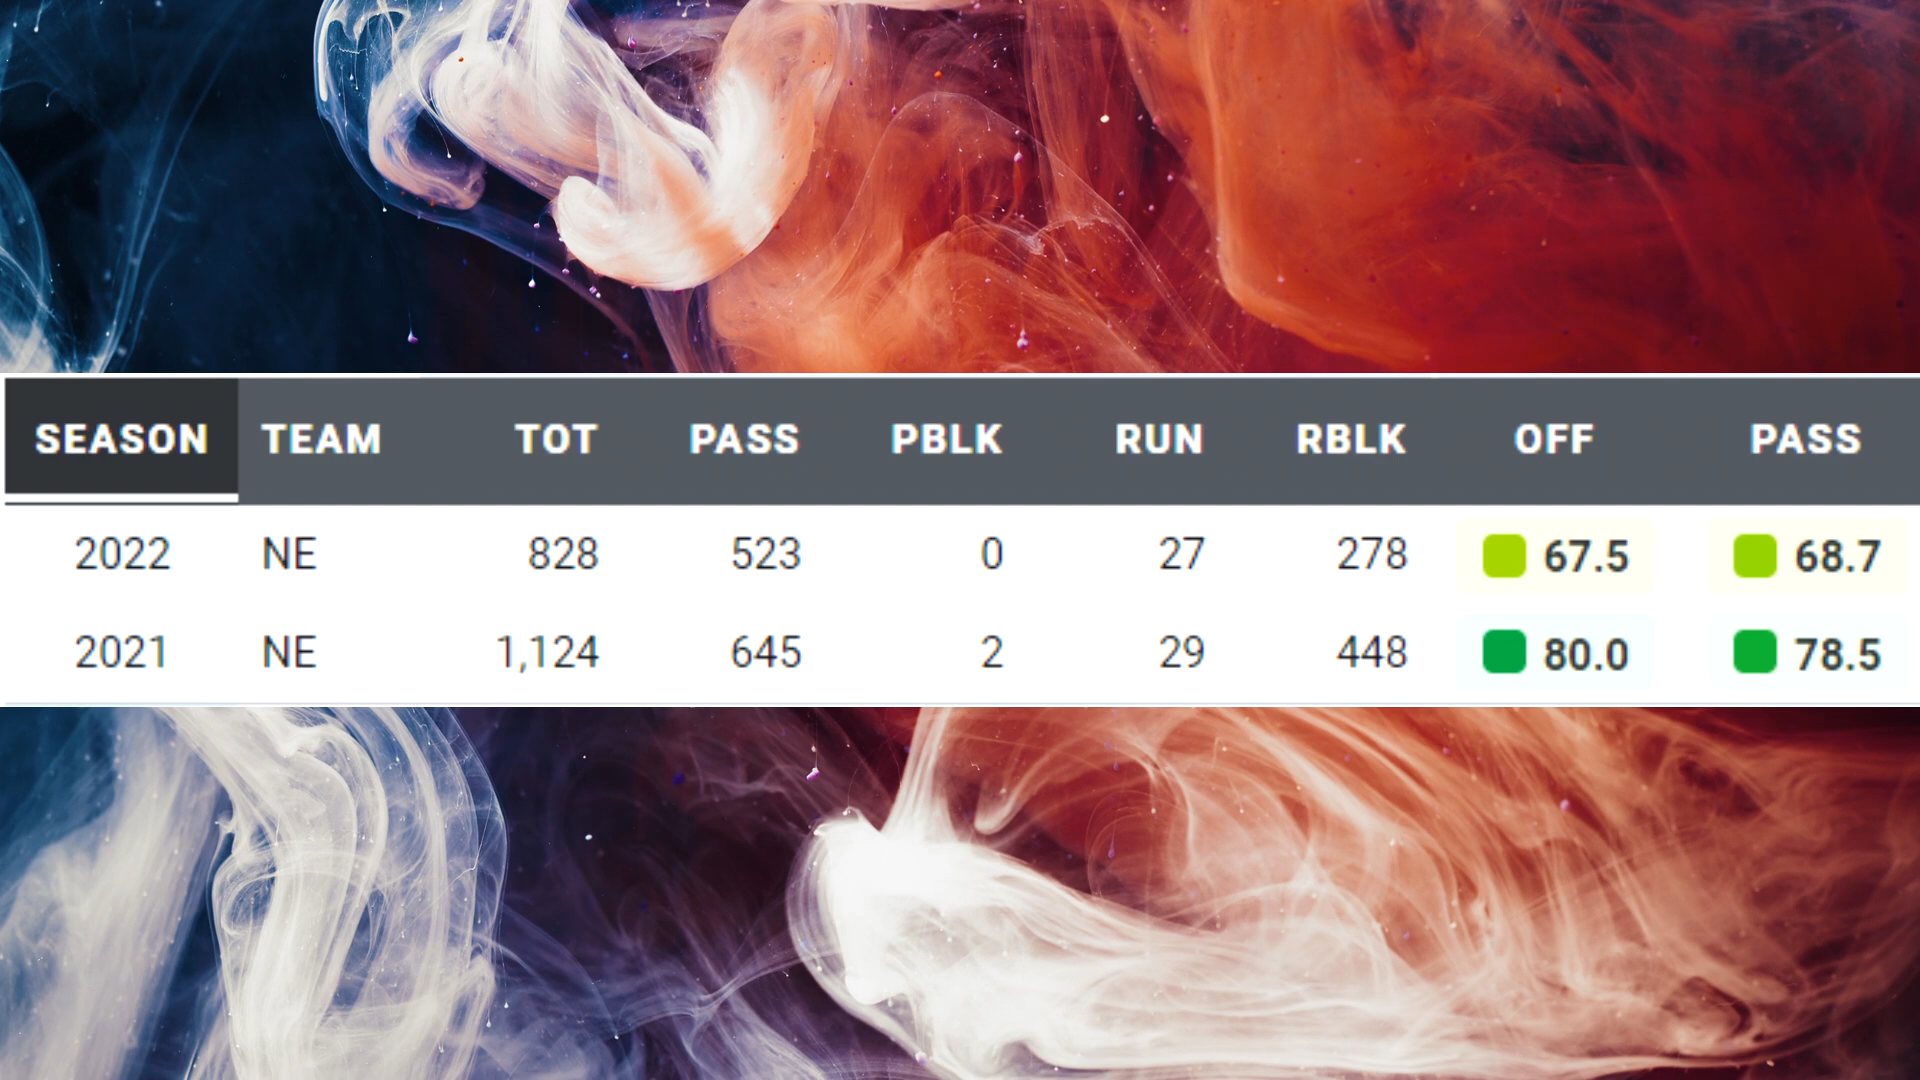 SEASON TEAM TOT PASS PBLK RUN RBLK OFF PASS
2022 NE 828 523 0 27 278 67.5 68.7
2021 NE 1,124 645 2 29 448 80.0 78.5